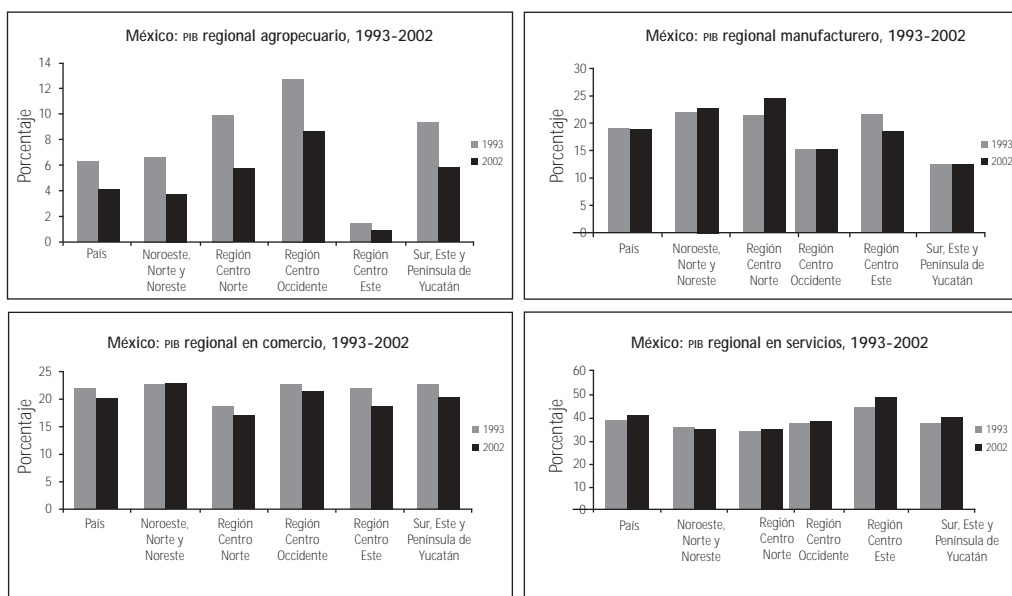 México: PIB regional agropecuario, 1993-2002
Porcentaje
14
12
10
8
6
4
2
0
País
Noroeste,
Norte y
Noreste
Región
Centro
Norte
Región
Centro
Occidente
Región
Centro
Este
Sur, Este y
Península de
Yucatán
1993
2002
México: PIB regional manufacturero, 1993-2002
Porcentaje
30
25
20
15
10
5
0
País
Noroeste,
Norte y
Noreste
Región
Centro
Norte
Región
Centro
Occidente
Región
Centro
Este
Sur, Este y
Península de
Yucatán
1993
2002
México: PIB regional en comercio, 1993-2002
Porcentaje
25
20
15
10
5
0
País
Noroeste,
Norte y
Noreste
Región
Centro
Norte
Región
Centro
Occidente
Región
Centro
Este
Sur, Este y
Península de
Yucatán
1993
2002
México: PIB regional en servicios, 1993-2002
Porcentaje
60
50
40
30
40
30
20
10
0
País
Noroeste,
Norte y
Noreste
Región
Centro
Norte
Región
Centro
Occidente
Región
Centro
Este
Sur, Este y
Península de
Yucatán
1993
2002